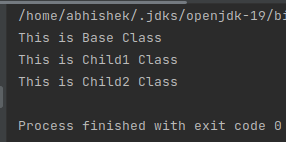 /home/abhishek/.jdks/openjdk-19/bi
This is Base Class
This is Child1 Class
This is Child2 Class
Process finished with exit code 0